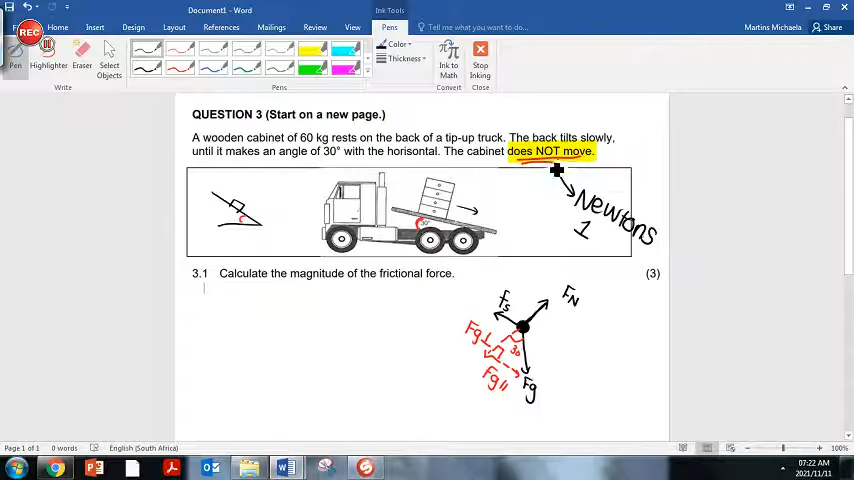 Document1 - Word
Ink Tools
Martins Michaela
Share
REC
Home
Insert
Design
Layout
References
Mailings
Review
View
Pens
Tell me what you want to do...
Pen
Highlighter
Eraser
Select
Objects
Color
Thickness
Ink to
Math
Stop
Inking
Write
Pens
Convert
Close
QUESTION 3 (Start on a new page.)
A wooden cabinet of 60 kg rests on the back of a tip-up truck. The back tilts slowly,
until it makes an angle of 30° with the horisontal. The cabinet does NOT move.
30°
Newtons
1
3.1 Calculate the magnitude of the frictional force.
(3)
fs
FN
Fg⊥
30
Fg//
Fg
Page 1 of 1
0 words
English (South Africa)
100%
07:22 AM
2021/11/11